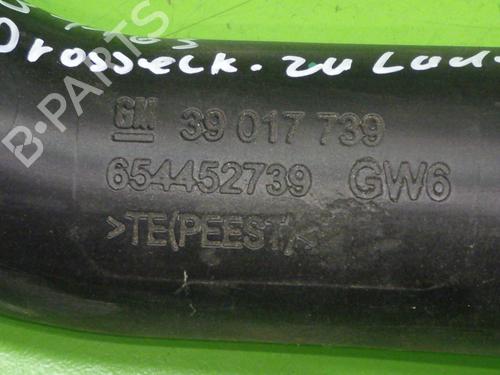 GM 39 017 739
654452739 GW6
>TE(PEEST)<
B-PARTS